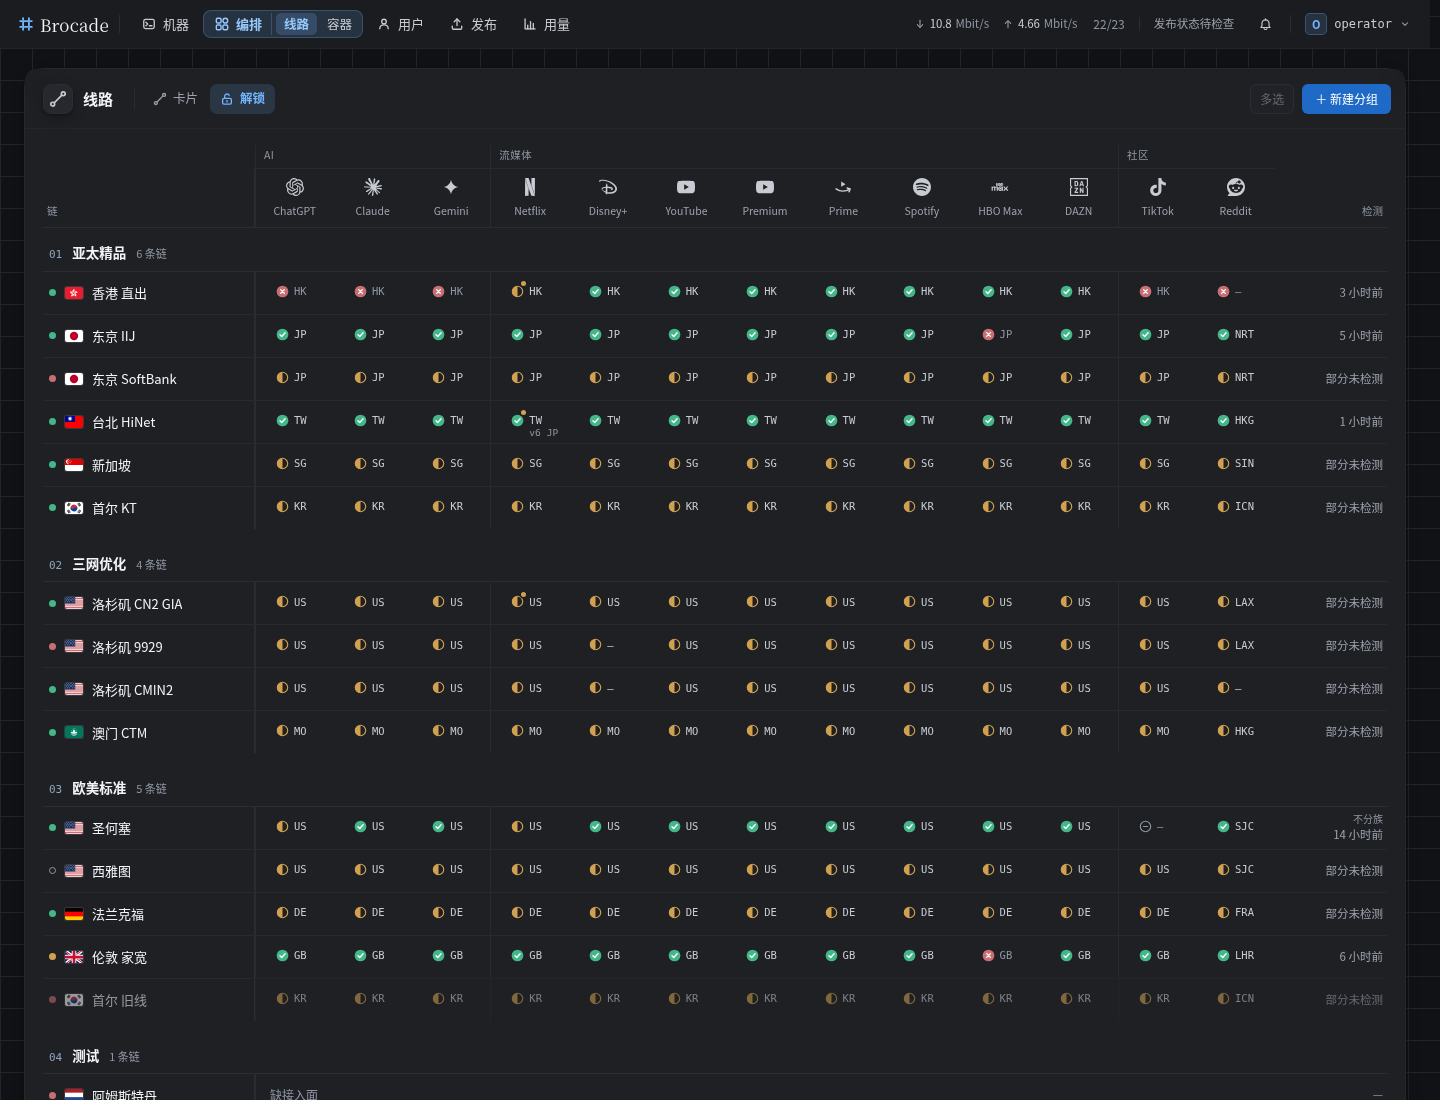 Brocade 机器 编排 线路 容器 用户 发布 用量 10.8 Mbit/s 4.66 Mbit/s 22/23 发布状态待检查 O operator
线路 卡片 解锁 多选 新建分组
AI 流媒体 社区
链 ChatGPT Claude Gemini Netflix Disney+ YouTube Premium Prime Spotify HBO Max DAZN TikTok Reddit 检测
01 亚太精品 6 条链
香港 直出 HK HK HK HK HK HK HK HK HK HK HK HK – 3 小时前
东京 IIJ JP JP JP JP JP JP JP JP JP JP JP JP NRT 5 小时前
东京 SoftBank JP JP JP JP JP JP JP JP JP JP JP JP NRT 部分未检测
台北 HiNet TW TW TW TW TW TW TW TW TW TW TW TW HKG 1 小时前
v6 JP
新加坡 SG SG SG SG SG SG SG SG SG SG SG SG SIN 部分未检测
首尔 KT KR KR KR KR KR KR KR KR KR KR KR KR ICN 部分未检测
02 三网优化 4 条链
洛杉矶 CN2 GIA US US US US US US US US US US US US LAX 部分未检测
洛杉矶 9929 US US US US – US US US US US US US LAX 部分未检测
洛杉矶 CMIN2 US US US US – US US US US US US US – 部分未检测
澳门 CTM MO MO MO MO MO MO MO MO MO MO MO MO HKG 部分未检测
03 欧美标准 5 条链
不分族
圣何塞 US US US US US US US US US US US – SJC 14 小时前
西雅图 US US US US US US US US US US US US SJC 部分未检测
法兰克福 DE DE DE DE DE DE DE DE DE DE DE DE FRA 部分未检测
伦敦 家宽 GB GB GB GB GB GB GB GB GB GB GB GB LHR 6 小时前
首尔 旧线 KR KR KR KR KR KR KR KR KR KR KR KR ICN 部分未检测
04 测试 1 条链
阿姆斯特丹 缺接入面 —